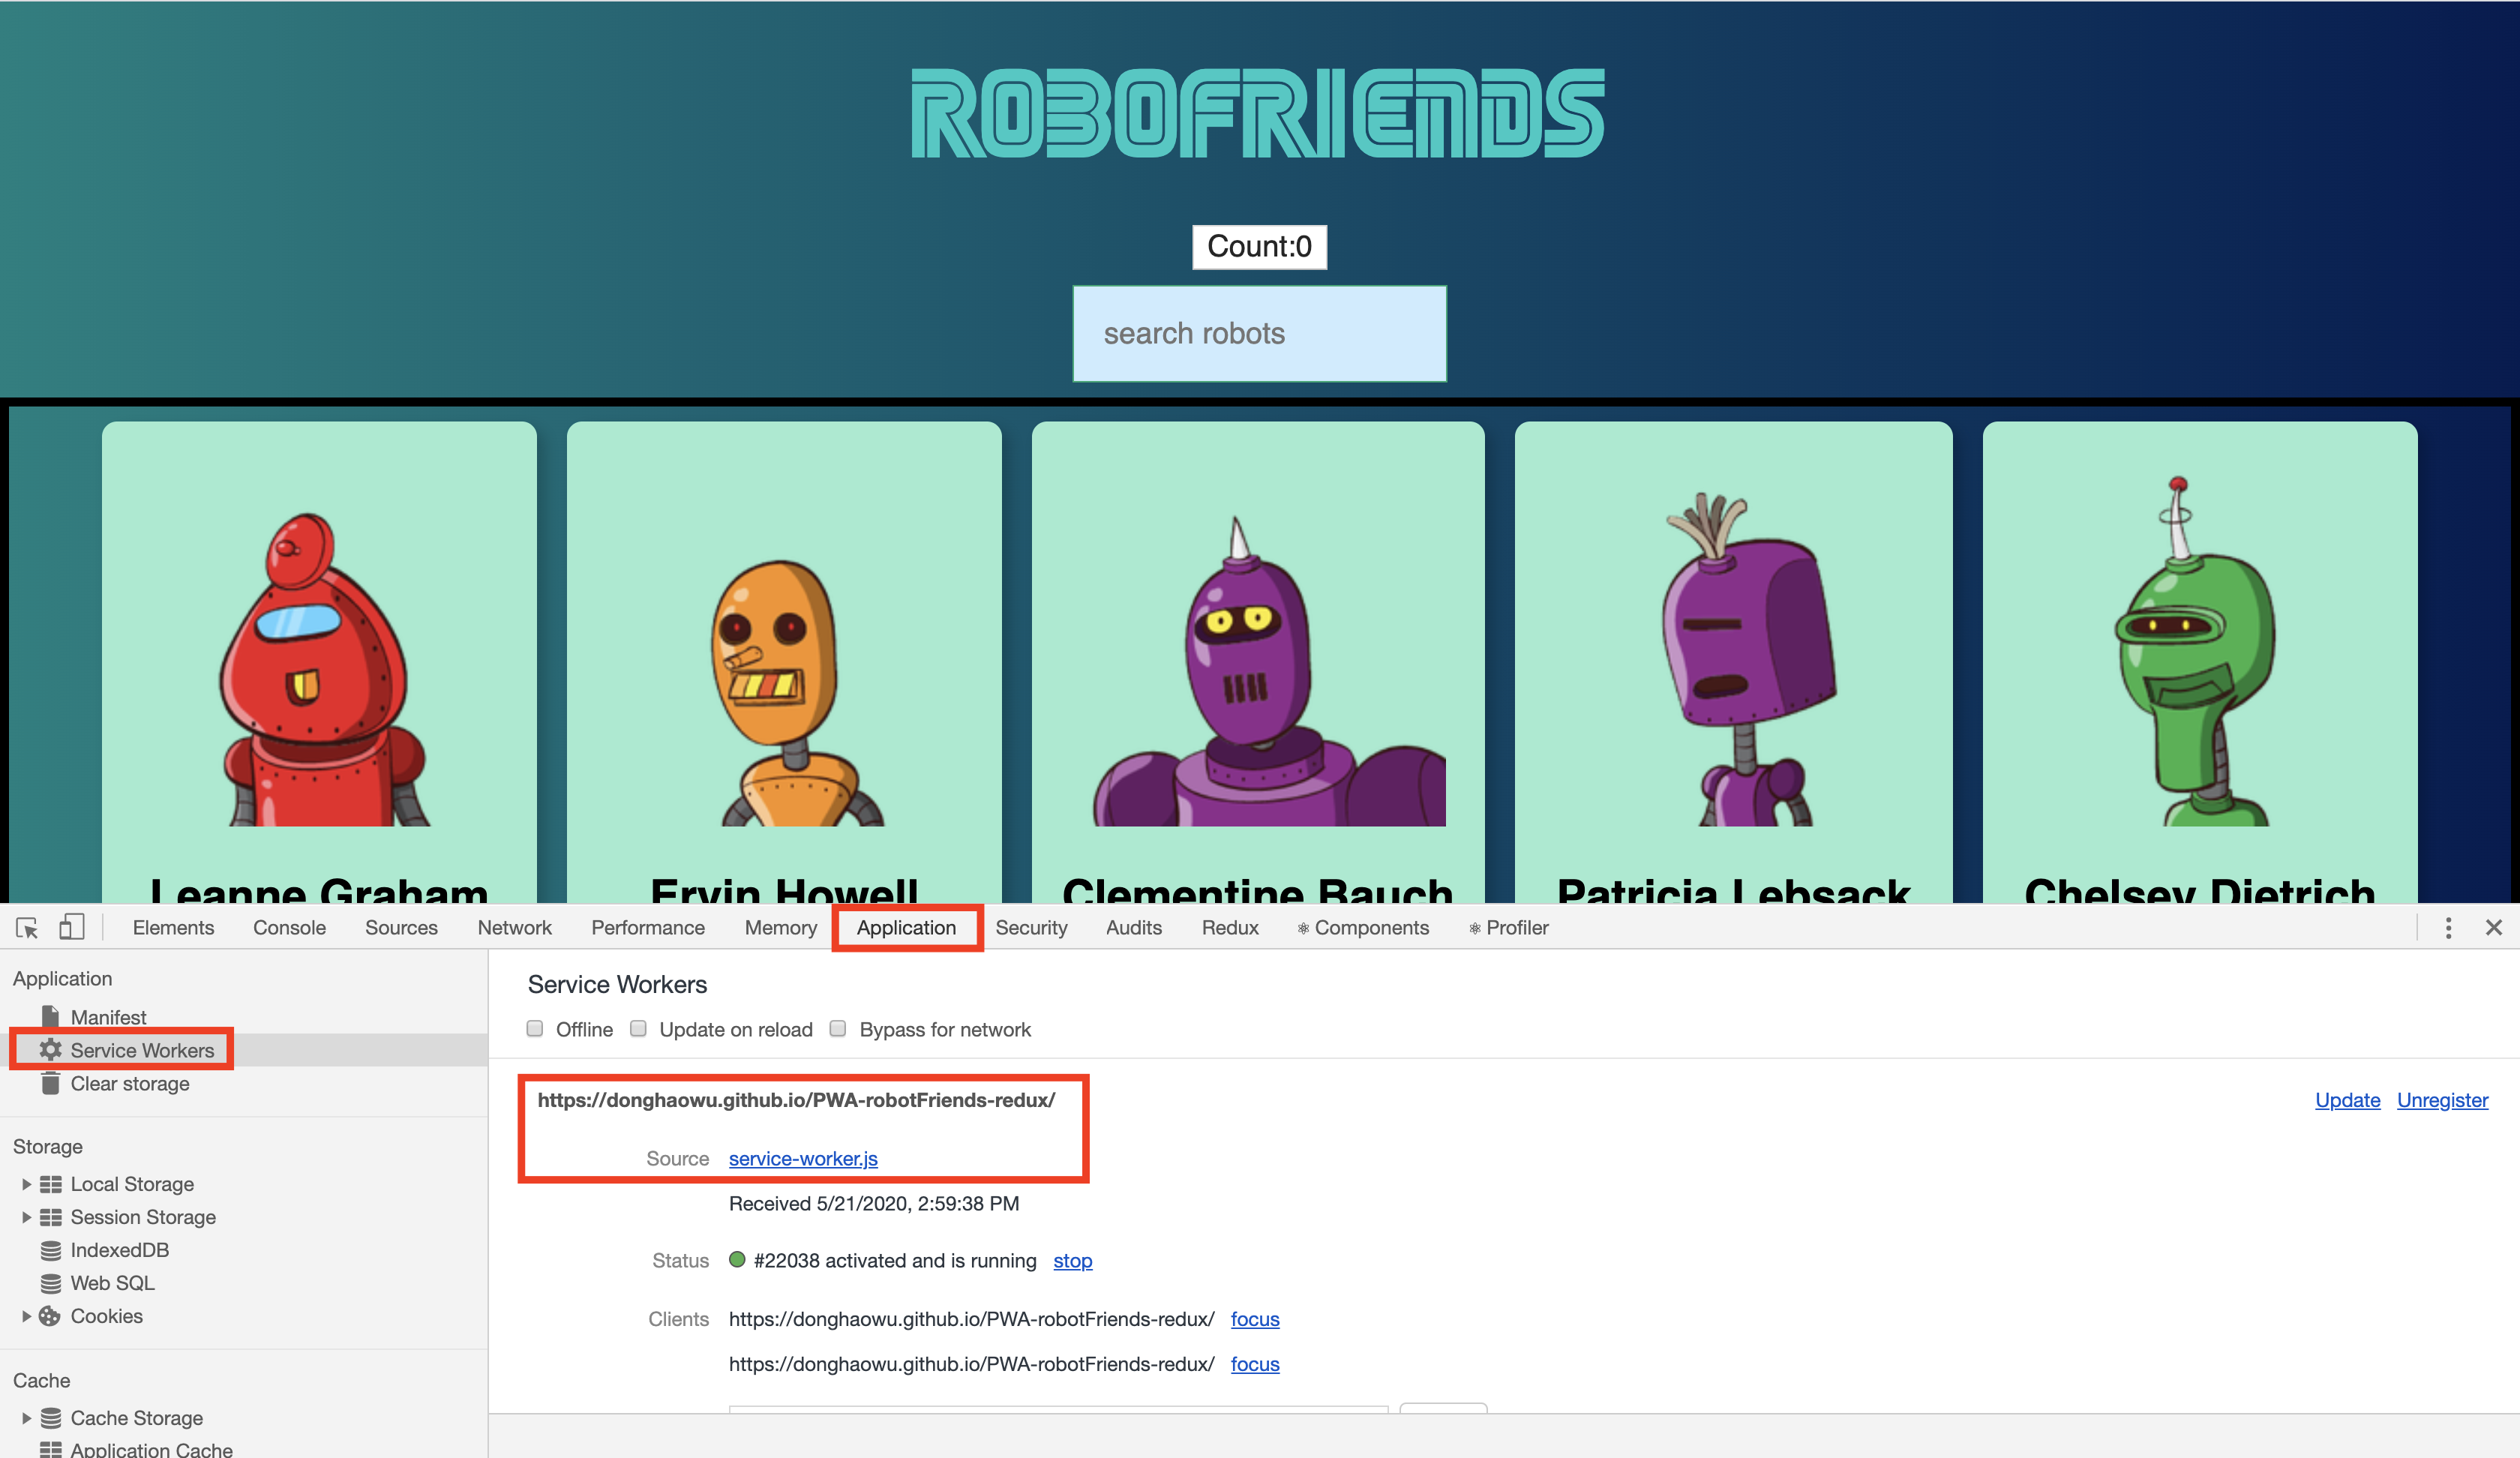 ROBOFRIENDS
Count:0
search robots
Leanne Graham Ervin Howell Clementine Bauch Patricia Lebsack Chelsey Dietrich
Elements Console Sources Network Performance Memory Application Security Audits Redux ⚛ Components ⚛ Profiler
Application
Manifest
Service Workers
Clear storage
Storage
Local Storage
Session Storage
IndexedDB
Web SQL
Cookies
Cache
Cache Storage
Application Cache
Service Workers
Offline Update on reload Bypass for network
https://donghaowu.github.io/PWA-robotFriends-redux/ Update Unregister
Source service-worker.js
Received 5/21/2020, 2:59:38 PM
Status #22038 activated and is running stop
Clients https://donghaowu.github.io/PWA-robotFriends-redux/ focus
https://donghaowu.github.io/PWA-robotFriends-redux/ focus